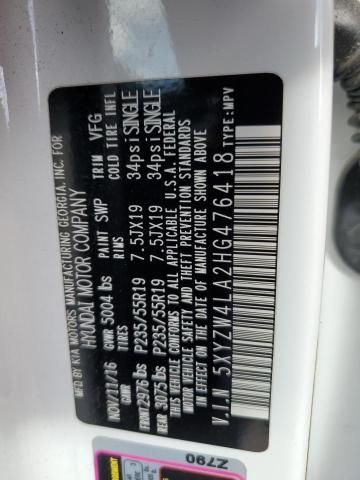 MFD. BY KIA MOTORS MANUFACTURING GEORGIA, INC. FOR
HYUNDAI MOTOR COMPANY
NOV/11/16 PAINT SWP TRIM VFG
GVWR 5004 lbs
GAWR TIRES RIMS COLD TIRE INFL
FRONT 2976 lbs P235/55R19 7.5JX19 34psi SINGLE
REAR 3075 lbs P235/55R19 7.5JX19 34psi SINGLE
THIS VEHICLE CONFORMS TO ALL APPLICABLE U.S.A. FEDERAL
MOTOR VEHICLE SAFETY AND THEFT PREVENTION STANDARDS
IN EFFECT ON THE DATE OF MANUFACTURE SHOWN ABOVE
V.I.N: 5XYZW4LA2HG476418 TYPE: MPV
Z790